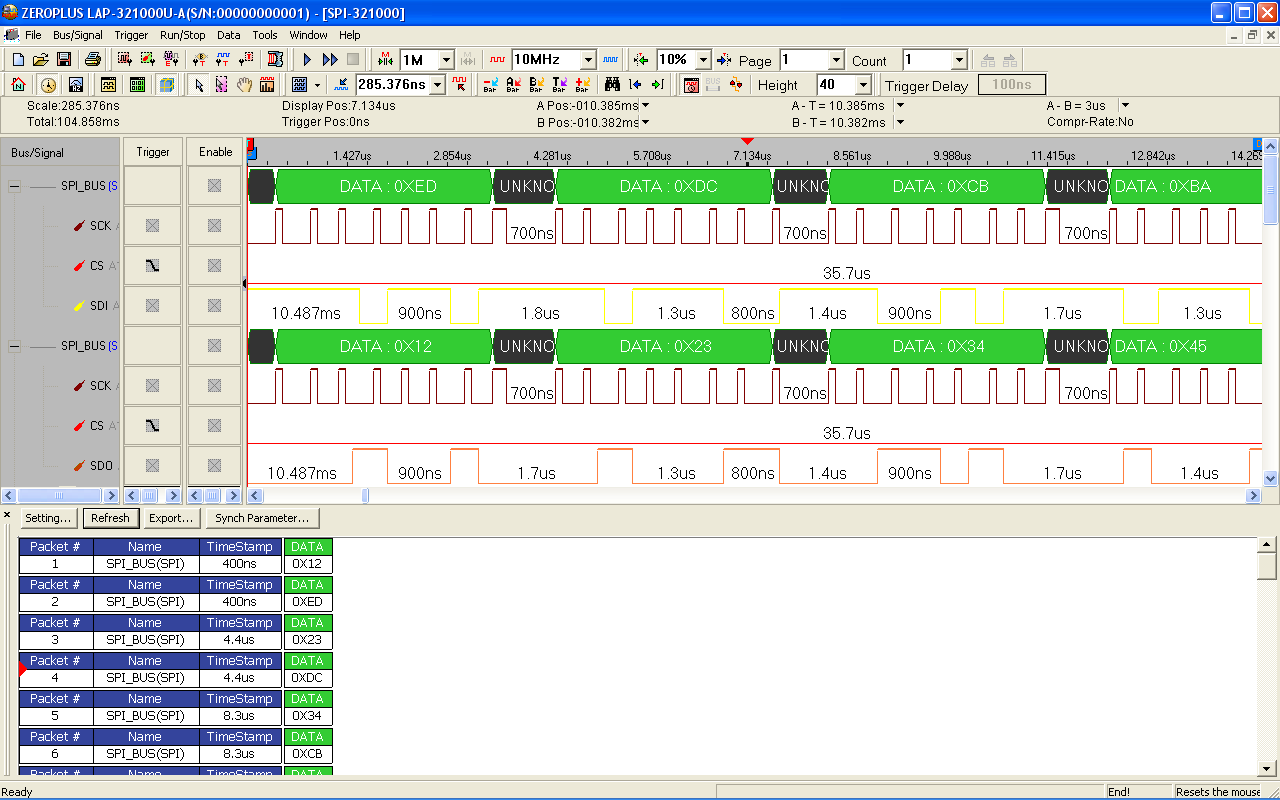 ZEROPLUS LAP-321000U-A(S/N:00000000001) - [SPI-321000]
File Bus/Signal Trigger Run/Stop Data Tools Window Help
1M 10MHz 10% Page 1 Count 1
285.376ns Bar Bar Bar Bar Bar BUS Height 40 Trigger Delay 100ns
Scale:285.376ns Display Pos:7.134us A Pos:-010.385ms A - T = 10.385ms A - B = 3us
Total:104.858ms Trigger Pos:0ns B Pos:-010.382ms B - T = 10.382ms Compr-Rate:No
Bus/Signal Trigger Enable 1.427us 2.854us 4.281us 5.708us 7.134us 8.561us 9.988us 11.415us 12.842us 14.269
SPI_BUS (S DATA : 0XED UNKNO DATA : 0XDC UNKNO DATA : 0XCB UNKNO DATA : 0XBA
SCK 700ns 700ns 700ns
CS 35.7us
SDI 10.487ms 900ns 1.8us 1.3us 800ns 1.4us 900ns 1.7us 1.3us
SPI_BUS (S DATA : 0X12 UNKNO DATA : 0X23 UNKNO DATA : 0X34 UNKNO DATA : 0X45
SCK 700ns 700ns 700ns
CS 35.7us
SDO 10.487ms 900ns 1.7us 1.3us 800ns 1.4us 900ns 1.7us 1.4us
Setting... Refresh Export... Synch Parameter...
Packet # Name TimeStamp DATA
1 SPI_BUS(SPI) 400ns 0X12
Packet # Name TimeStamp DATA
2 SPI_BUS(SPI) 400ns 0XED
Packet # Name TimeStamp DATA
3 SPI_BUS(SPI) 4.4us 0X23
Packet # Name TimeStamp DATA
4 SPI_BUS(SPI) 4.4us 0XDC
Packet # Name TimeStamp DATA
5 SPI_BUS(SPI) 8.3us 0X34
Packet # Name TimeStamp DATA
6 SPI_BUS(SPI) 8.3us 0XCB
Packet # Name TimeStamp DATA
Ready End! Resets the mouse